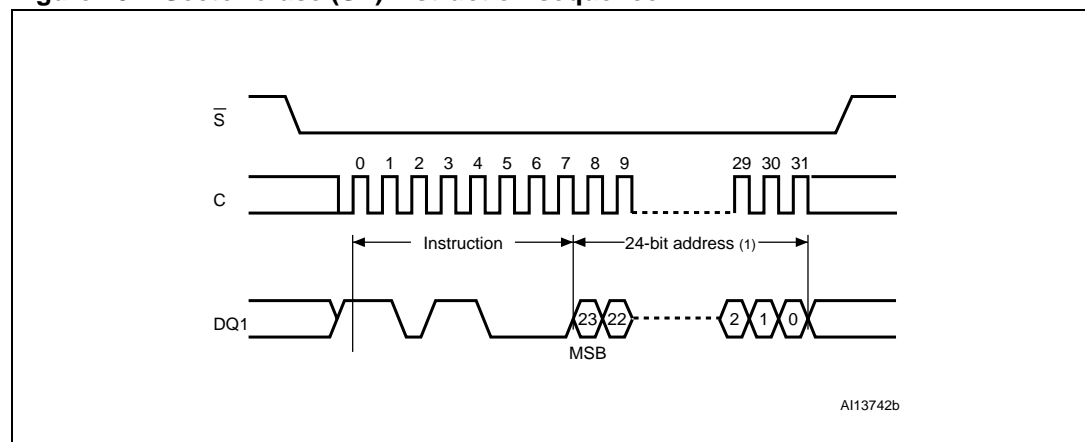 S
0 1 2 3 4 5 6 7 8 9 29 30 31
C
Instruction 24-bit address (1)
DQ1 23 22 2 1 0
MSB
AI13742b